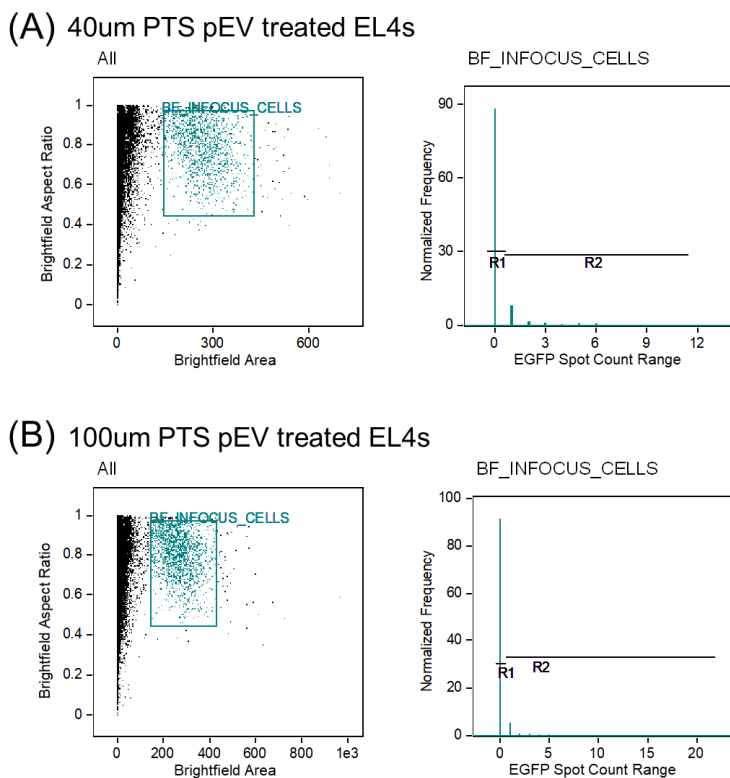 (A) 40um PTS pEV treated EL4s
All
BF_INFOCUS_CELLS
1
0.8
0.6
0.4
0.2
0
Brightfield Aspect Ratio
0 300 600
Brightfield Area
BF_INFOCUS_CELLS
90
60
30
0
Normalized Frequency
R1 R2
0 3 6 9 12
EGFP Spot Count Range
(B) 100um PTS pEV treated EL4s
All
BF_INFOCUS_CELLS
1
0.8
0.6
0.4
0.2
0
Brightfield Aspect Ratio
0 200 400 600 800 1e3
Brightfield Area
BF_INFOCUS_CELLS
100
80
60
40
20
0
Normalized Frequency
R1 R2
0 5 10 15 20
EGFP Spot Count Range